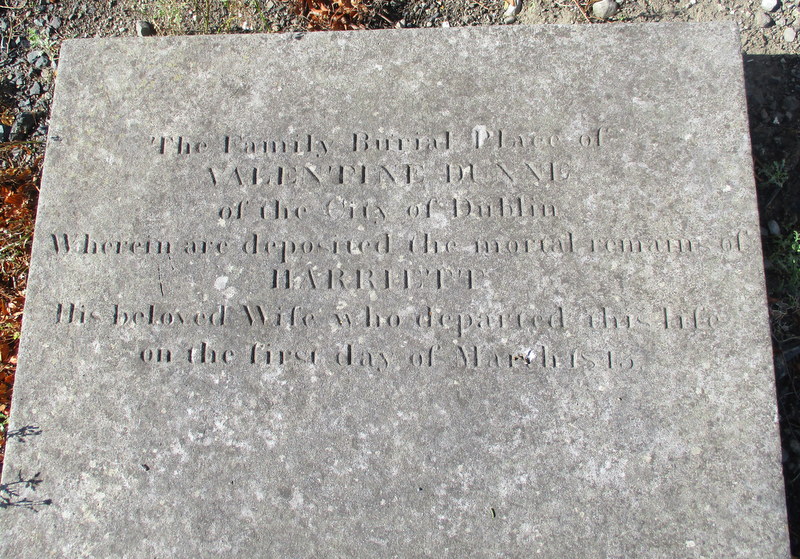 The Family Burial Place of
VALENTINE DUNNE
of the City of Dublin
Wherein are deposited the mortal remains of
HARRIETT
His beloved Wife who departed this life
on the first day of March 1845